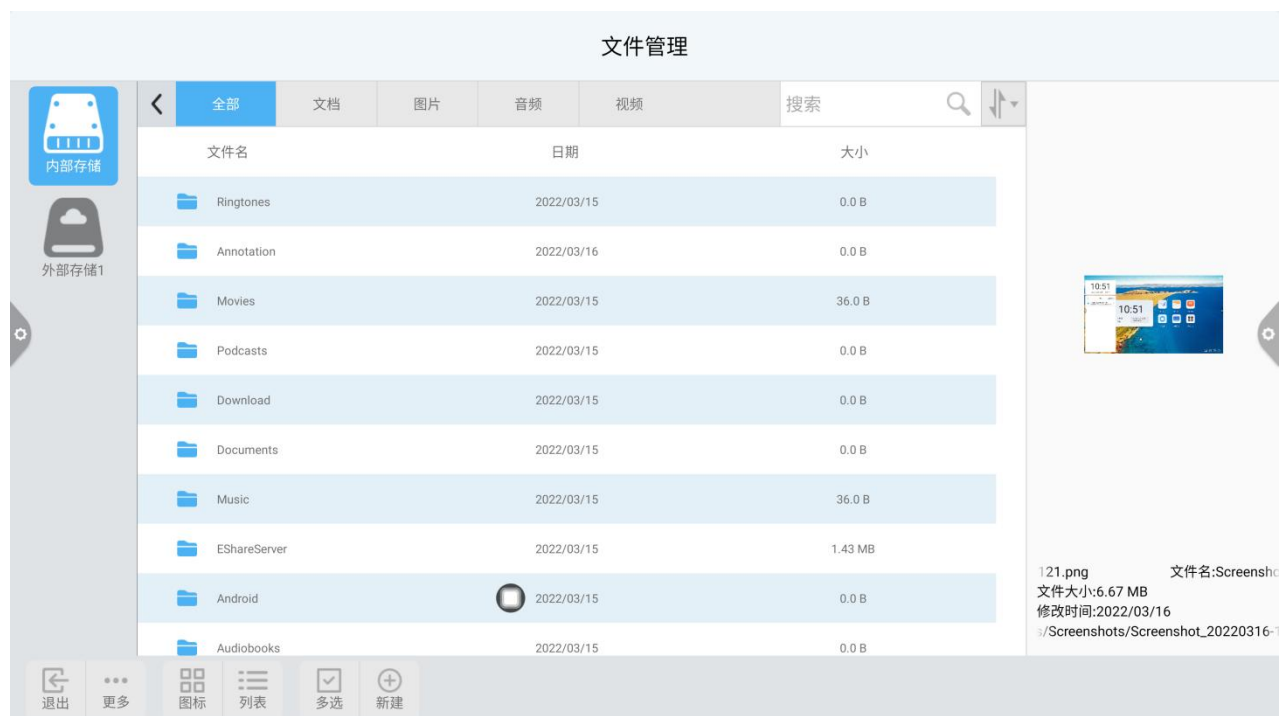 文件管理
全部 文档 图片 音频 视频 搜索
内部存储
外部存储1
文件名 日期 大小
Ringtones 2022/03/15 0.0 B
Annotation 2022/03/16 0.0 B
Movies 2022/03/15 36.0 B
Podcasts 2022/03/15 0.0 B
Download 2022/03/15 0.0 B
Documents 2022/03/15 0.0 B
Music 2022/03/15 36.0 B
EShareServer 2022/03/15 1.43 MB
Android 2022/03/15 0.0 B
Audiobooks 2022/03/15 0.0 B
10:51
10:51
121.png 文件名:Screensho
文件大小:6.67 MB
修改时间:2022/03/16
s/Screenshots/Screenshot_20220316-1
退出 更多 图标 列表 多选 新建